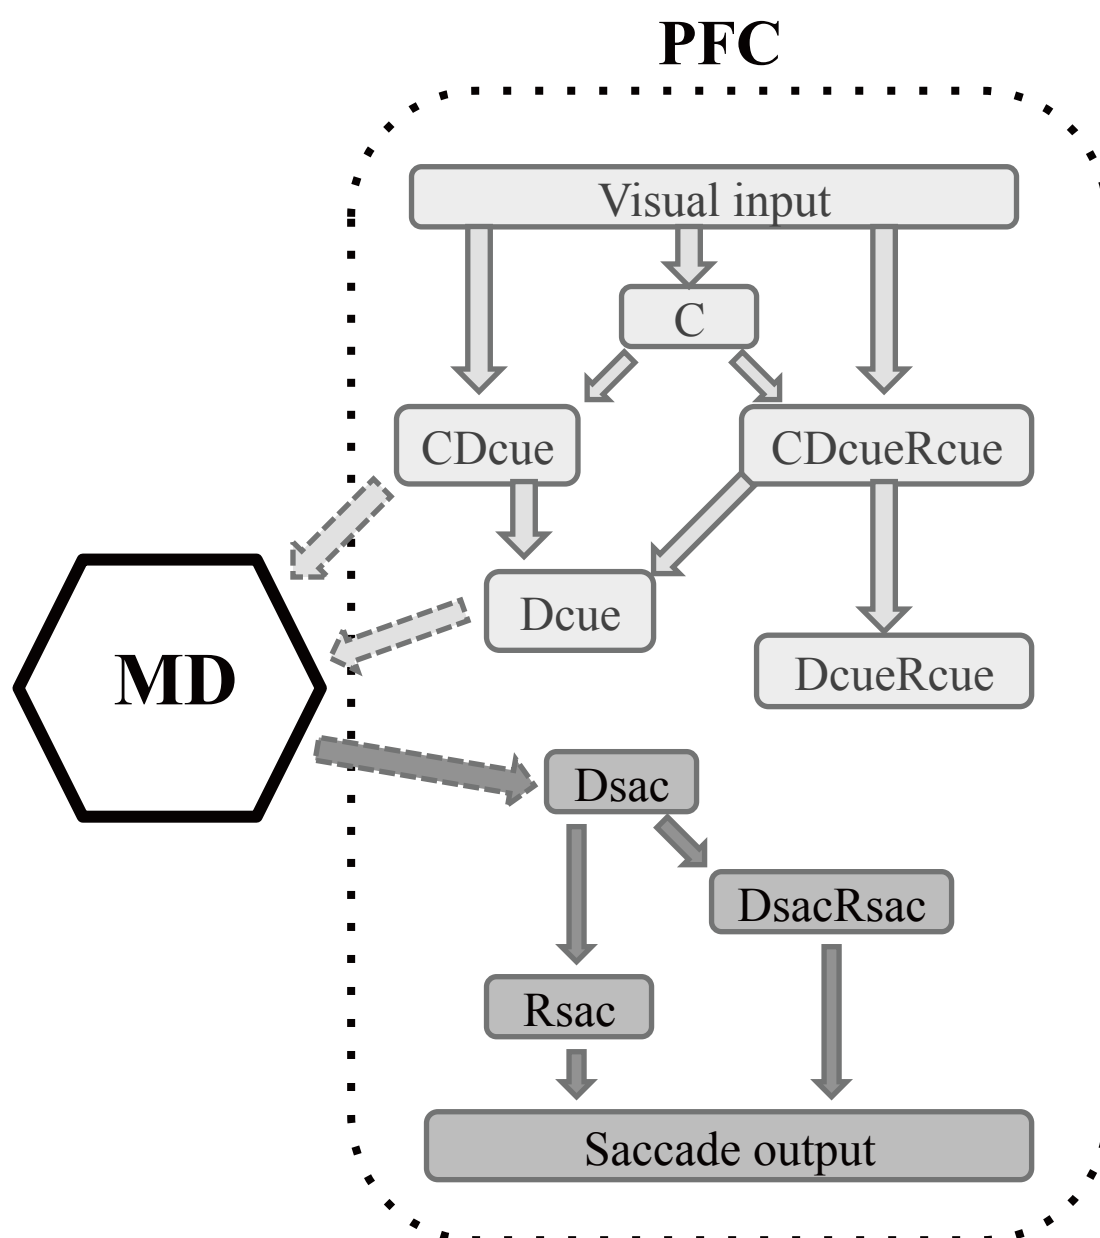 PFC
Visual input
C
CDcue
CDcueRcue
Dcue
MD
DcueRcue
Dsac
DsacRsac
Rsac
Saccade output